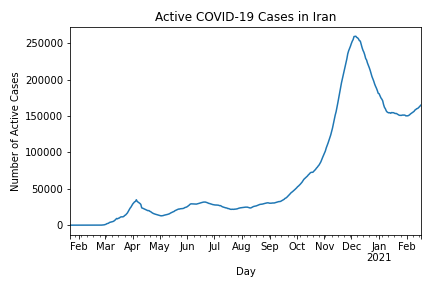 Active COVID-19 Cases in Iran
Number of Active Cases
250000
200000
150000
100000
50000
0
Feb Mar Apr May Jun Jul Aug Sep Oct Nov Dec Jan Feb
2021
Day